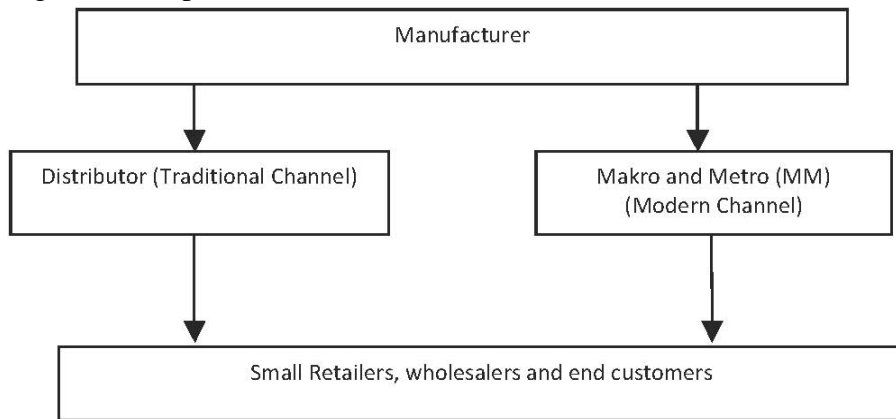 Manufacturer
Distributor (Traditional Channel)
Makro and Metro (MM)
(Modern Channel)
Small Retailers, wholesalers and end customers